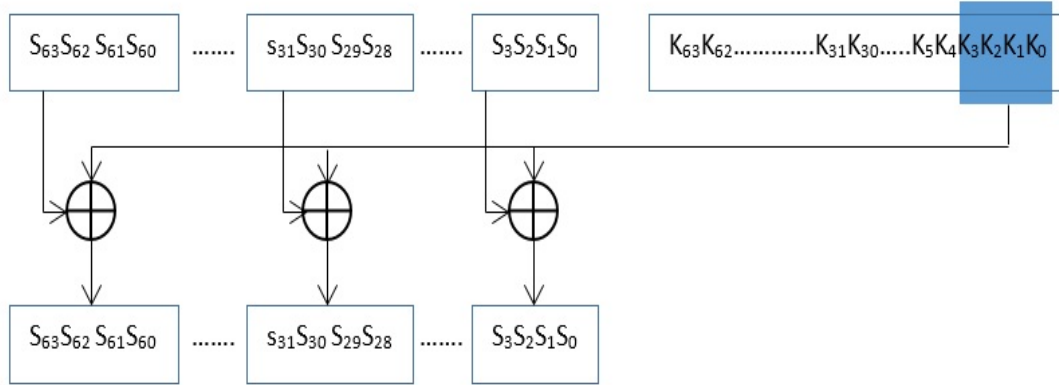 S₆₃S₆₂ S₆₁S₆₀ ……. s₃₁S₃₀ S₂₉S₂₈ ……. S₃S₂S₁S₀ K₆₃K₆₂…………..K₃₁K₃₀…..K₅K₄K₃K₂K₁K₀
S₆₃S₆₂ S₆₁S₆₀ ……. s₃₁S₃₀ S₂₉S₂₈ ……. S₃S₂S₁S₀